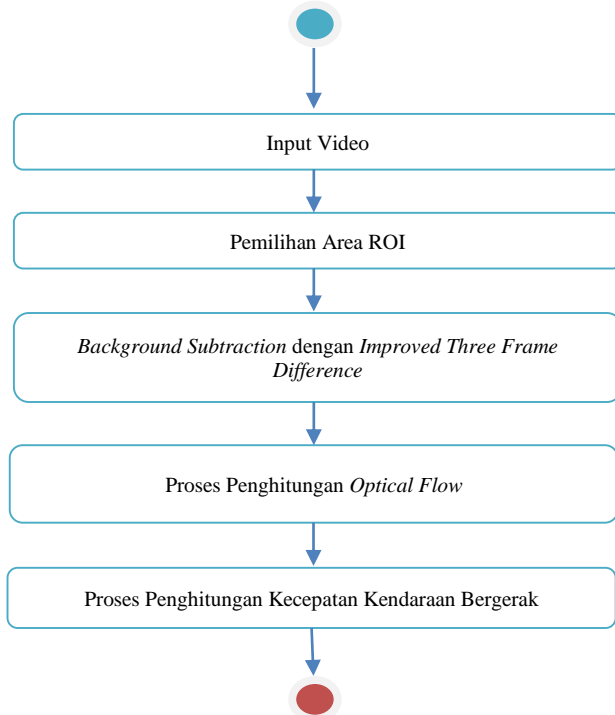 Input Video
Pemilihan Area ROI
Background Subtraction dengan Improved Three Frame
Difference
Proses Penghitungan Optical Flow
Proses Penghitungan Kecepatan Kendaraan Bergerak